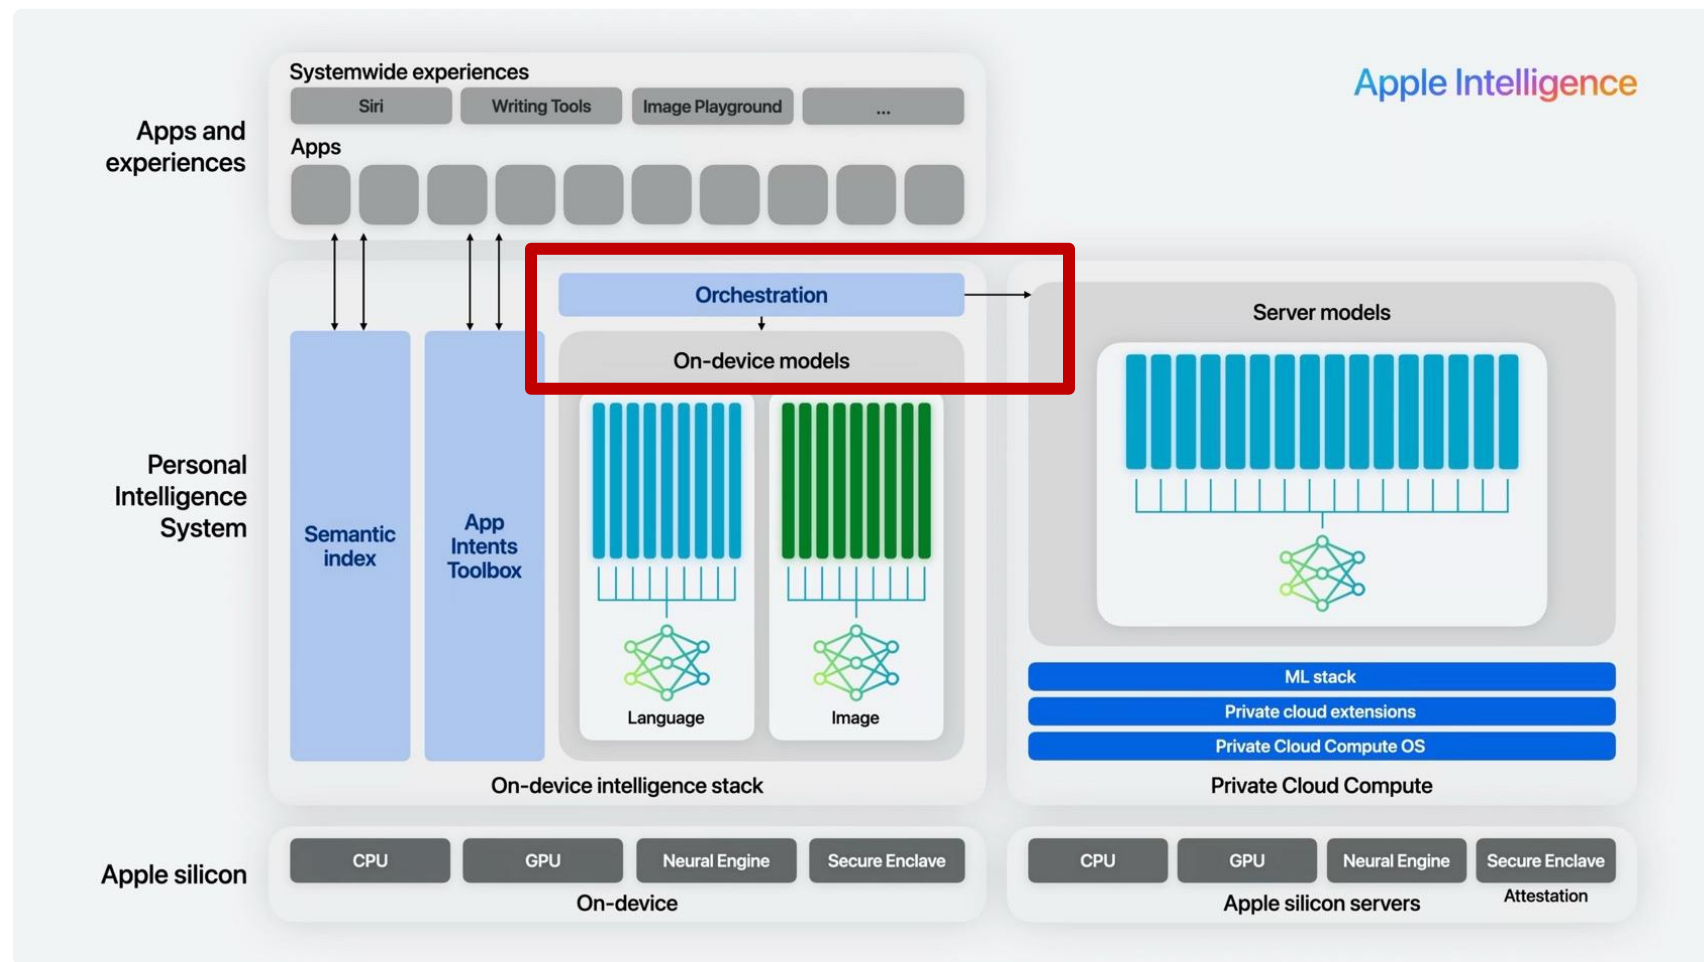 Apple Intelligence
Apps and
experiences
Systemwide experiences
Siri
Writing Tools
Image Playground
...
Apps
Personal
Intelligence
System
Semantic
index
App
Intents
Toolbox
Orchestration
On-device models
Language
Image
On-device intelligence stack
Server models
ML stack
Private cloud extensions
Private Cloud Compute OS
Private Cloud Compute
Apple silicon
CPU
GPU
Neural Engine
Secure Enclave
On-device
CPU
GPU
Neural Engine
Secure Enclave
Attestation
Apple silicon servers